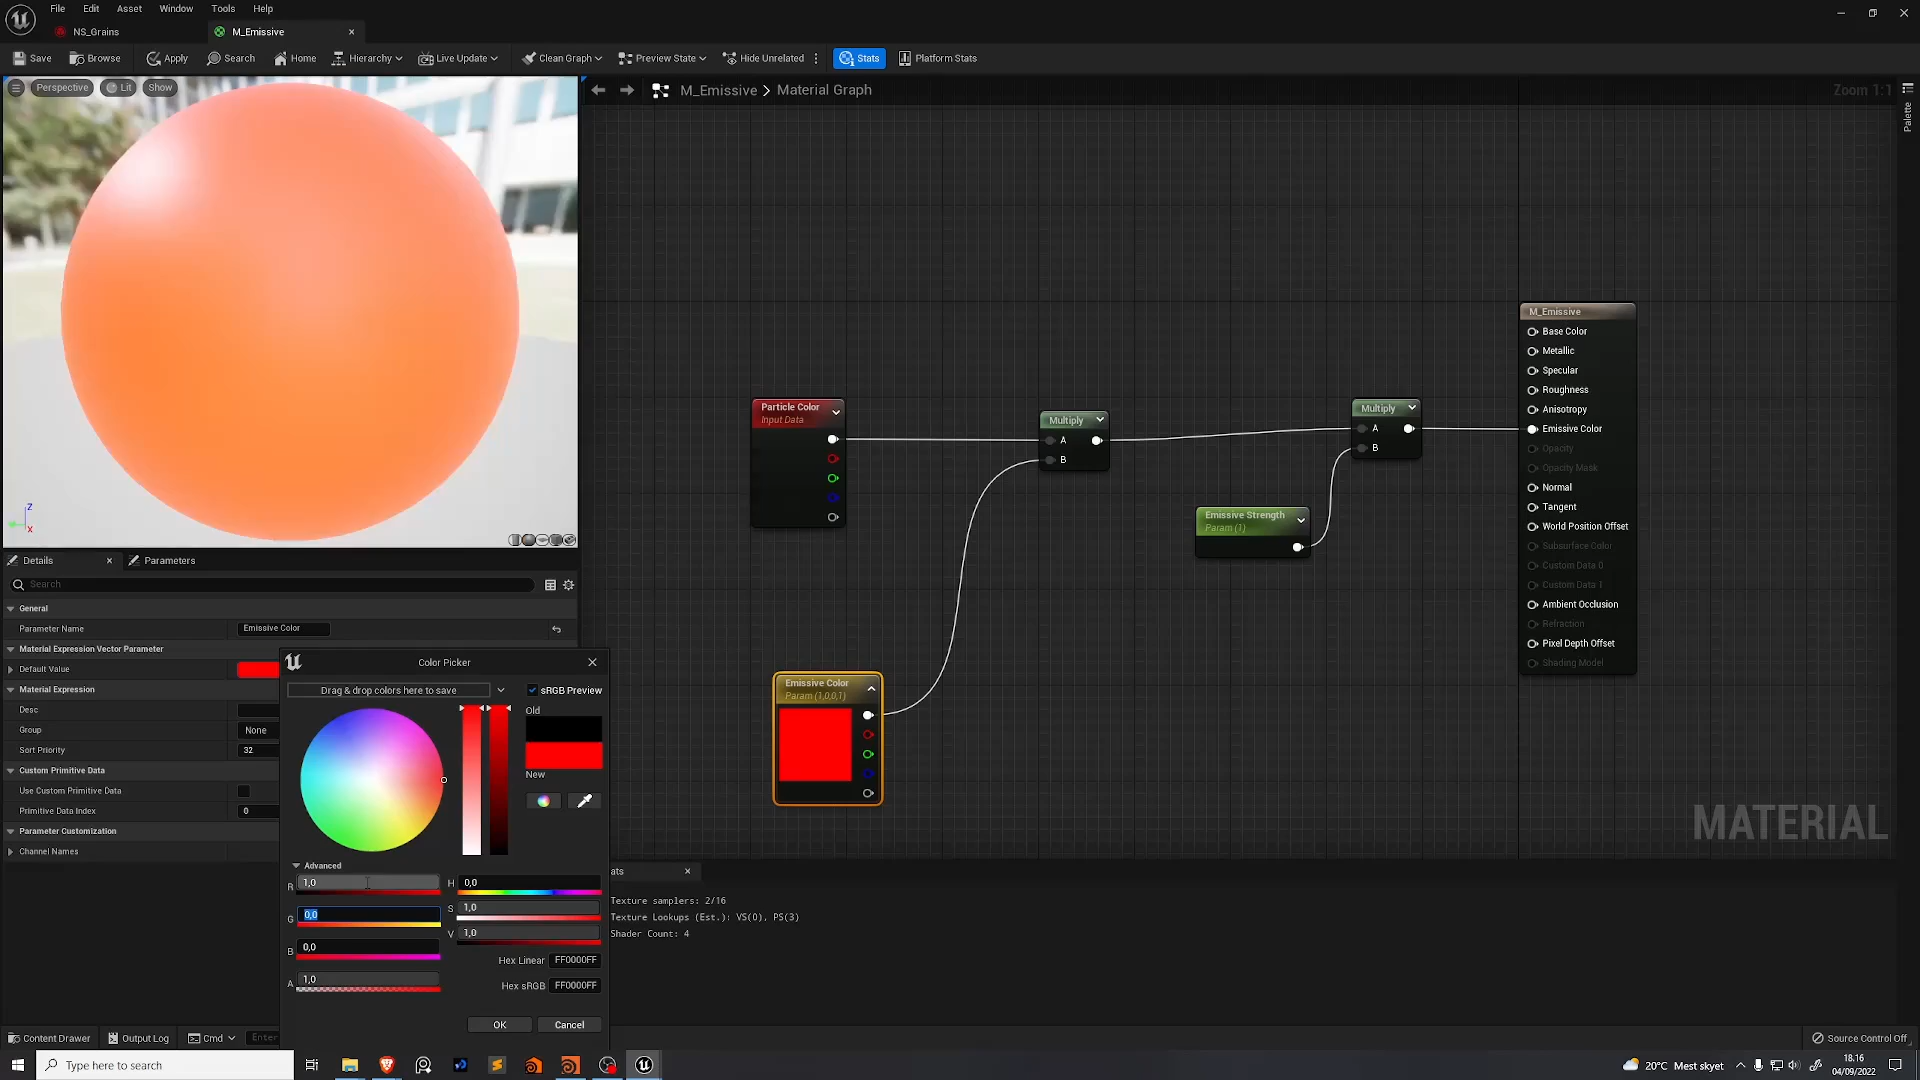 File Edit Asset Window Tools Help
NS_Grains
M_Emissive
Save Browse Apply Search Home Hierarchy Live Update Clean Graph Preview State Hide Unrelated Stats Platform Stats
Perspective Lit Show
M_Emissive > Material Graph
Zoom 1:1
Palette
Z
X
M_Emissive
Base Color
Metallic
Specular
Roughness
Anisotropy
Emissive Color
Opacity
Opacity Mask
Normal
Tangent
World Position Offset
Subsurface Color
Custom Data 0
Custom Data 1
Ambient Occlusion
Refraction
Pixel Depth Offset
Shading Model
Particle Color
Input Data
Multiply
A
B
Multiply
A
B
Emissive Strength
Param (1)
Emissive Color
Param (1,0,0,1)
MATERIAL
Details Parameters
Search
General
Parameter Name Emissive Color
Material Expression Vector Parameter
Default Value
Material Expression
Desc
Group None
Sort Priority 32
Custom Primitive Data
Use Custom Primitive Data
Primitive Data Index 0
Parameter Customization
Channel Names
Color Picker
Drag & drop colors here to save
sRGB Preview
Old
New
Advanced
R 1,0
G 0,0
B 0,0
A 1,0
H 0,0
S 1,0
V 1,0
Hex Linear FF0000FF
Hex sRGB FF0000FF
OK Cancel
ats
Texture samplers: 2/16
Texture Lookups (Est.): VS(0), PS(3)
Shader Count: 4
Content Drawer Output Log Cmd Enter
Source Control Off
Type here to search
20°C Mest skyet
18.16
04/09/2022